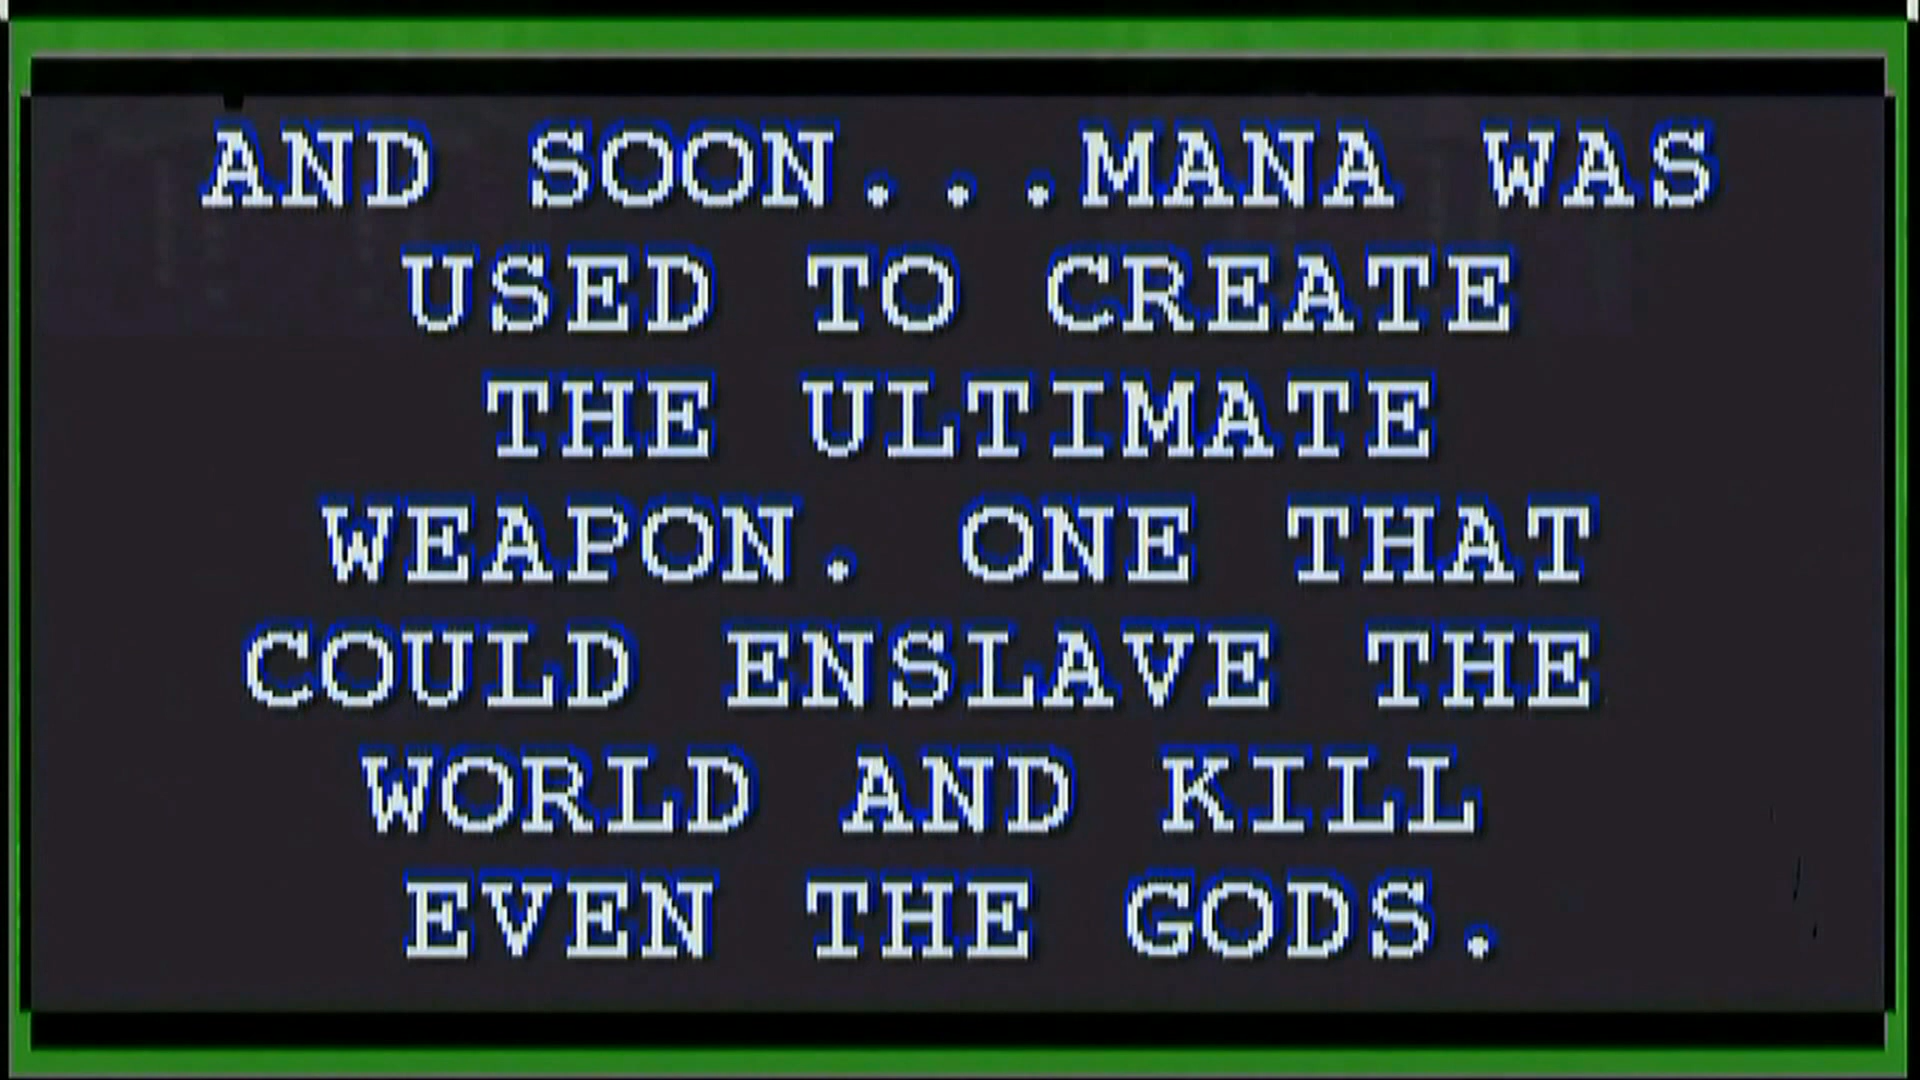 AND SOON...MANA WAS
USED TO CREATE
THE ULTIMATE
WEAPON. ONE THAT
COULD ENSLAVE THE
WORLD AND KILL
EVEN THE GODS.